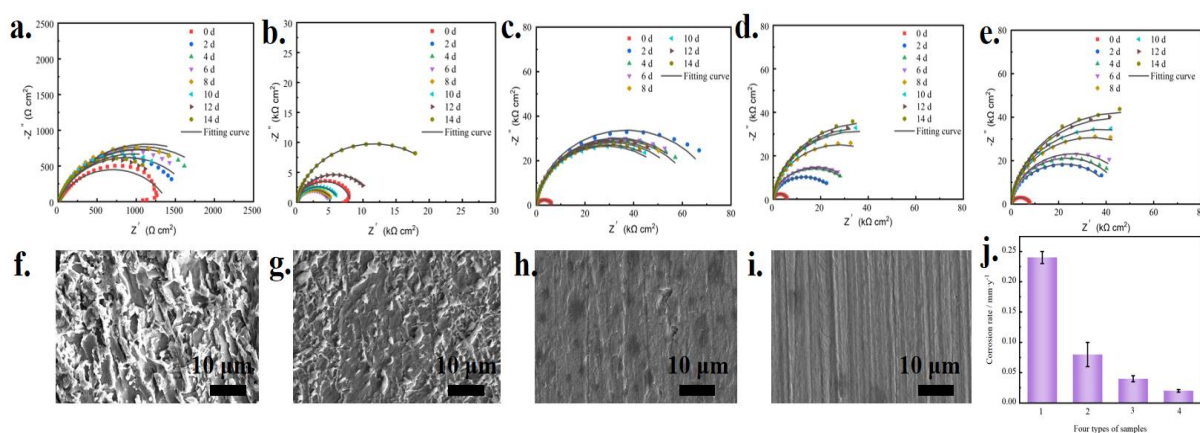 a.
2500
2000
1500
1000
500
0
-Z'' (Ω cm²)
0 500 1000 1500 2000 2500
Z' (Ω cm²)
0 d
2 d
4 d
6 d
8 d
10 d
12 d
14 d
Fitting curve
b.
30
25
20
15
10
5
0
-Z'' (kΩ cm²)
0 5 10 15 20 25 30
Z' (kΩ cm²)
0 d
2 d
4 d
6 d
8 d
10 d
12 d
14 d
Fitting curve
c.
80
60
40
20
0
-Z'' (kΩ cm²)
0 10 20 30 40 50 60 70 80
Z' (kΩ cm²)
0 d 10 d
2 d 12 d
4 d 14 d
6 d Fitting curve
8 d
d.
80
60
40
20
0
-Z'' (kΩ cm²)
0 20 40 60 80
Z' (kΩ cm²)
0 d 10 d
2 d 12 d
4 d 14 d
6 d Fitting curve
8 d
e.
80
60
40
20
0
-Z'' (kΩ cm²)
0 20 40 60 80
Z' (kΩ cm²)
0 d 10 d
2 d 12 d
4 d 14 d
6 d Fitting curve
8 d
f.
10 μm
g.
10 μm
h.
10 μm
i.
10 μm
j.
0.25
0.20
0.15
0.10
0.05
0.00
Corrosion rate / mm·y⁻¹
1 2 3 4
Four types of samples